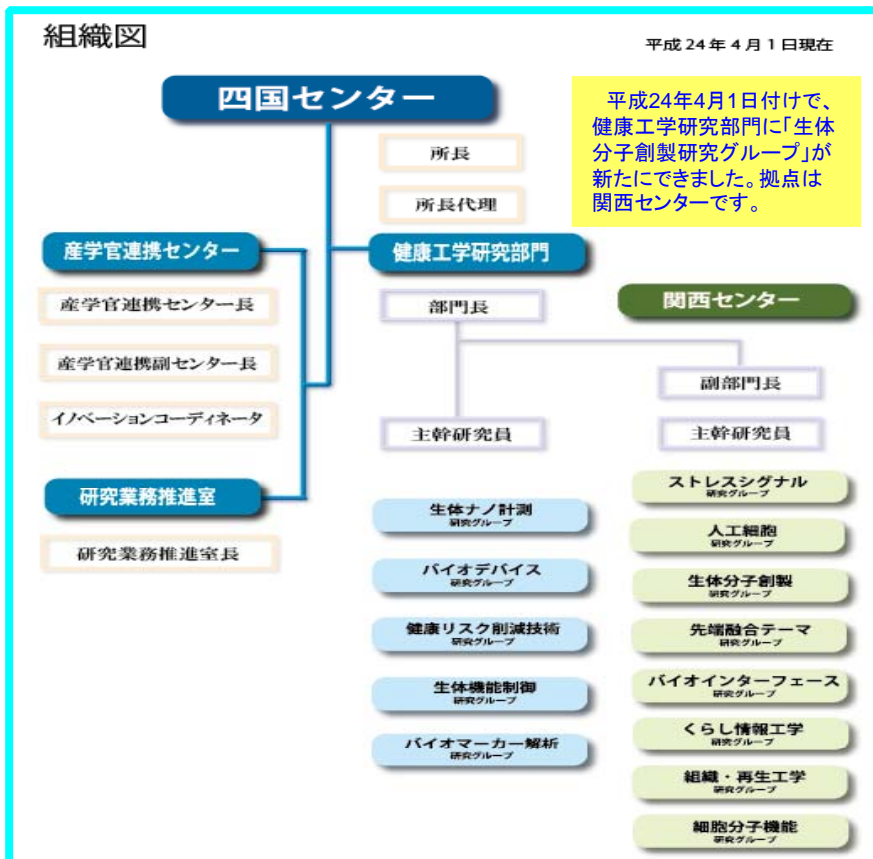 組織図
平成24年4月1日現在
四国センター
平成24年4月1日付けで、
健康工学研究部門に「生体
分子創製研究グループ」が
新たにできました。拠点は
関西センターです。
所長
所長代理
産学官連携センター
産学官連携センター長
産学官連携副センター長
イノベーションコーディネータ
研究業務推進室
研究業務推進室長
健康工学研究部門
部門長
主幹研究員
生体ナノ計測
研究グループ
バイオデバイス
研究グループ
健康リスク削減技術
研究グループ
生体機能制御
研究グループ
バイオマーカー解析
研究グループ
関西センター
副部門長
主幹研究員
ストレスシグナル
研究グループ
人工細胞
研究グループ
生体分子創製
研究グループ
先端融合テーマ
研究グループ
バイオインターフェース
研究グループ
くらし情報工学
研究グループ
組織・再生工学
研究グループ
細胞分子機能
研究グループ